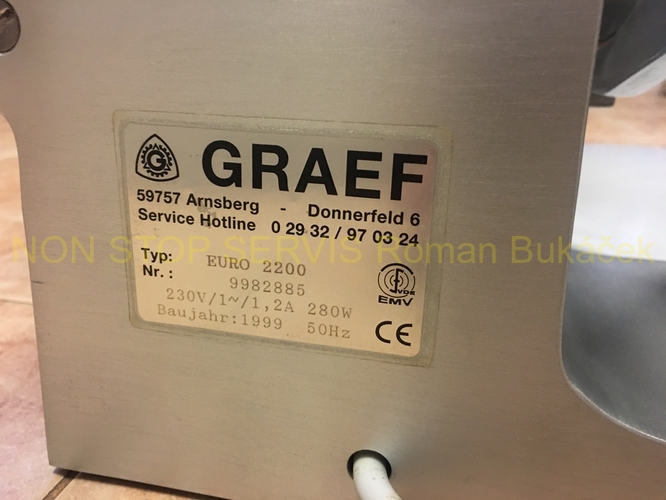 G GRAEF
59757 Arnsberg - Donnerfeld 6
Service Hotline 0 29 32 / 97 03 24
NON STOP SERVIS Roman Bukáček
Typ: EURO 2200
Nr. : 9982885
230V/1~/1,2A 280W
Baujahr:1999 50Hz
VDE
EMV
CE